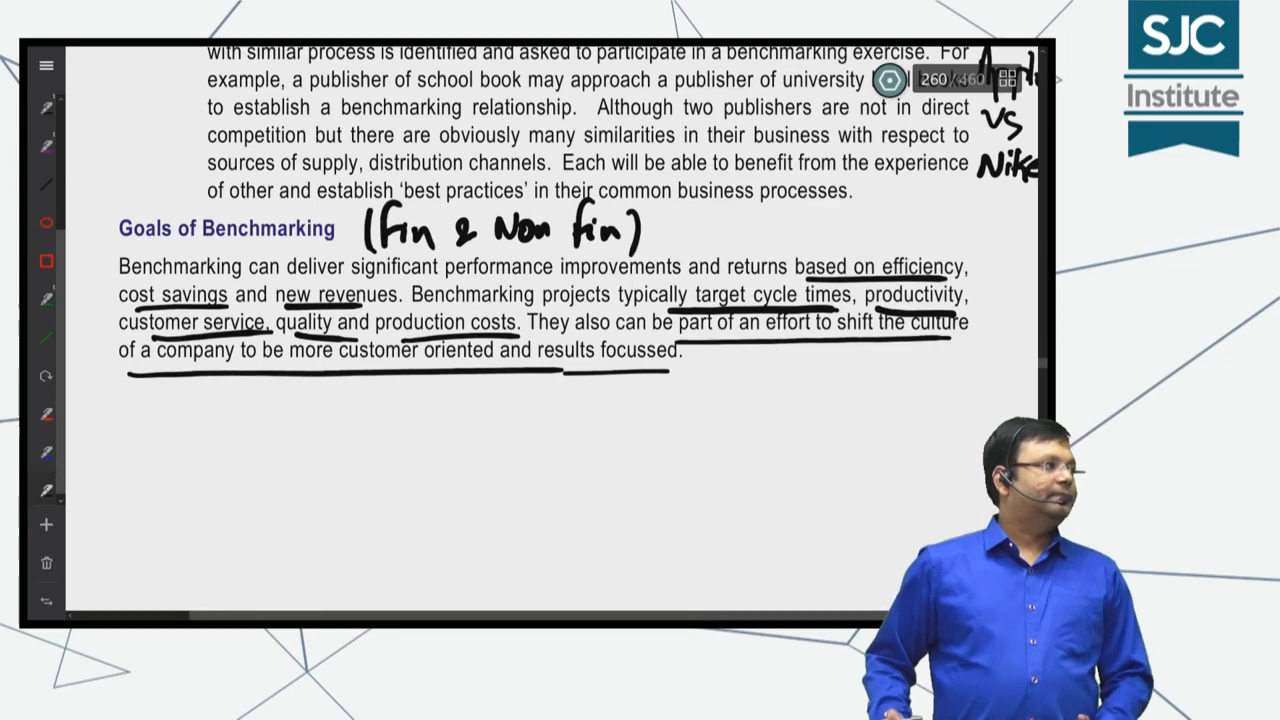 SJC
Institute
with similar process is identified and asked to participate in a benchmarking exercise. For
example, a publisher of school book may approach a publisher of university
260 / 460
to establish a benchmarking relationship. Although two publishers are not in direct
competition but there are obviously many similarities in their business with respect to
sources of supply, distribution channels. Each will be able to benefit from the experience
of other and establish ‘best practices’ in their common business processes.
VS
Nike
Goals of Benchmarking (Fin & Non fin)
Benchmarking can deliver significant performance improvements and returns based on efficiency,
cost savings and new revenues. Benchmarking projects typically target cycle times, productivity,
customer service, quality and production costs. They also can be part of an effort to shift the culture
of a company to be more customer oriented and results focussed.